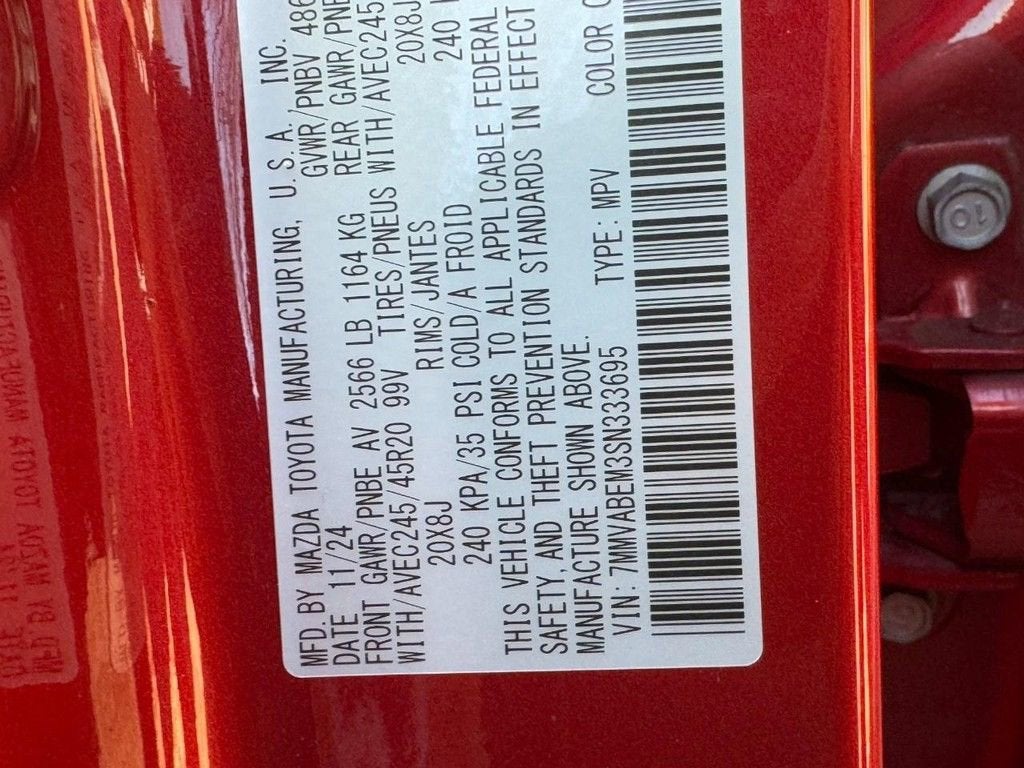 MFD. BY MAZDA TOYOTA MANUFACTURING, U.S.A., INC.
DATE 11/24 GVWR/PNBV 486
FRONT GAWR/PNBE AV 2566 LB 1164 KG REAR GAWR/PNBE
WITH/AVEC245/45R20 99V TIRES/PNEUS WITH/AVEC245
20X8J RIMS/JANTES 20X8J
240 KPA/35 PSI COLD/A FROID 240
THIS VEHICLE CONFORMS TO ALL APPLICABLE FEDERAL
SAFETY, AND THEFT PREVENTION STANDARDS IN EFFECT
MANUFACTURE SHOWN ABOVE.
VIN: 7MMVABEM3SN333695 TYPE: MPV COLOR C
10